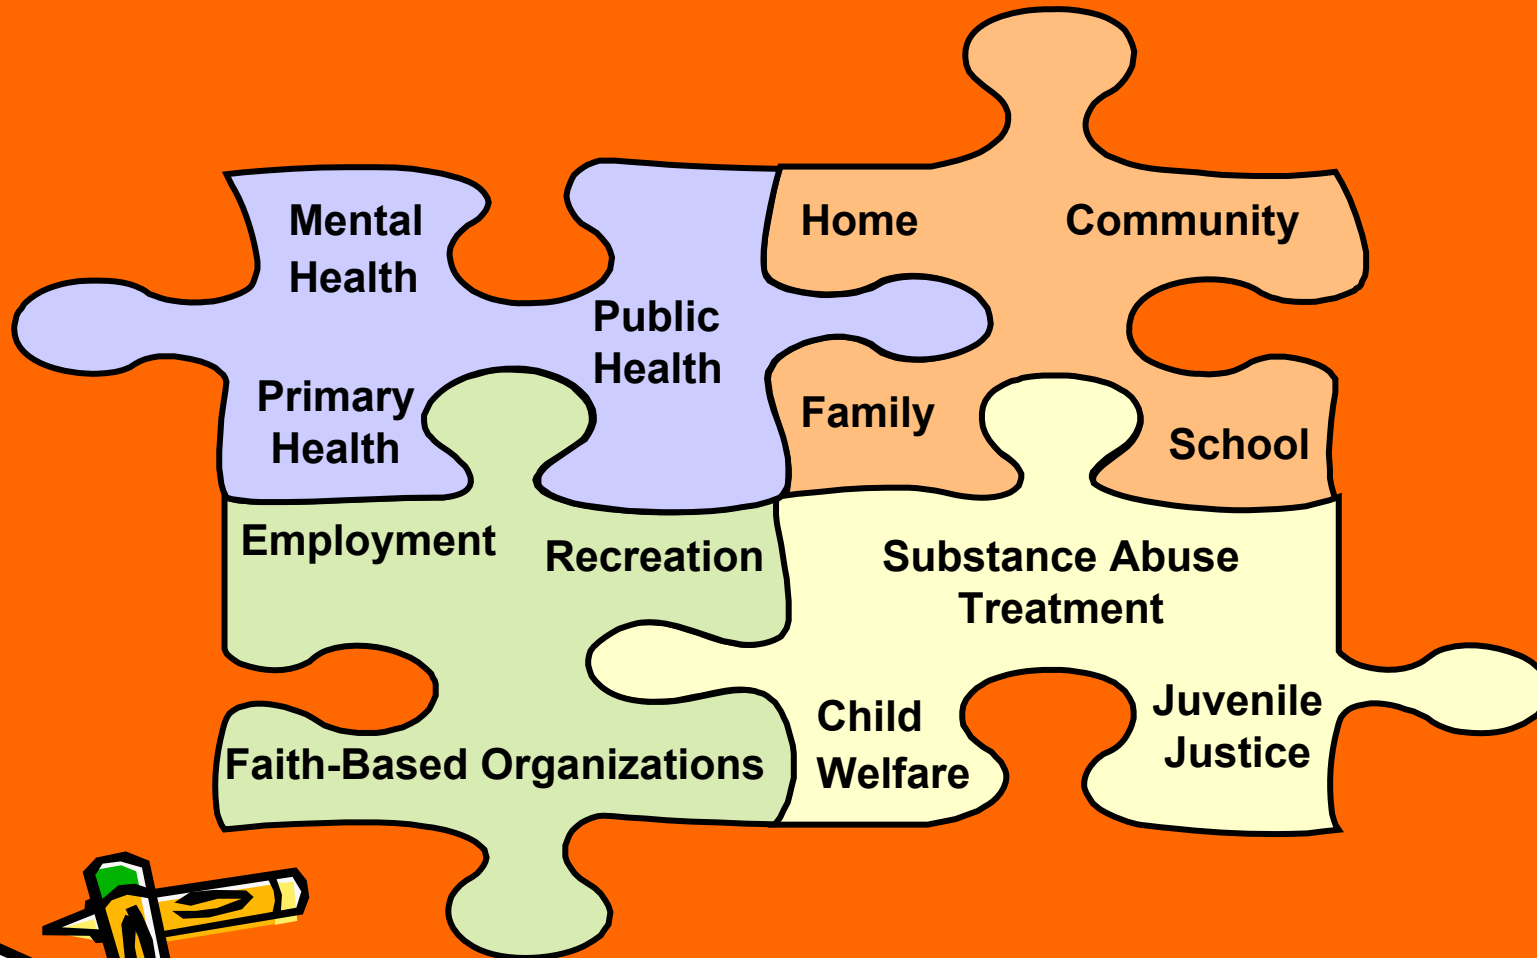 Mental
Health
Public
Health
Primary
Health
Home
Community
Family
School
Employment
Recreation
Faith-Based Organizations
Substance Abuse
Treatment
Child
Welfare
Juvenile
Justice